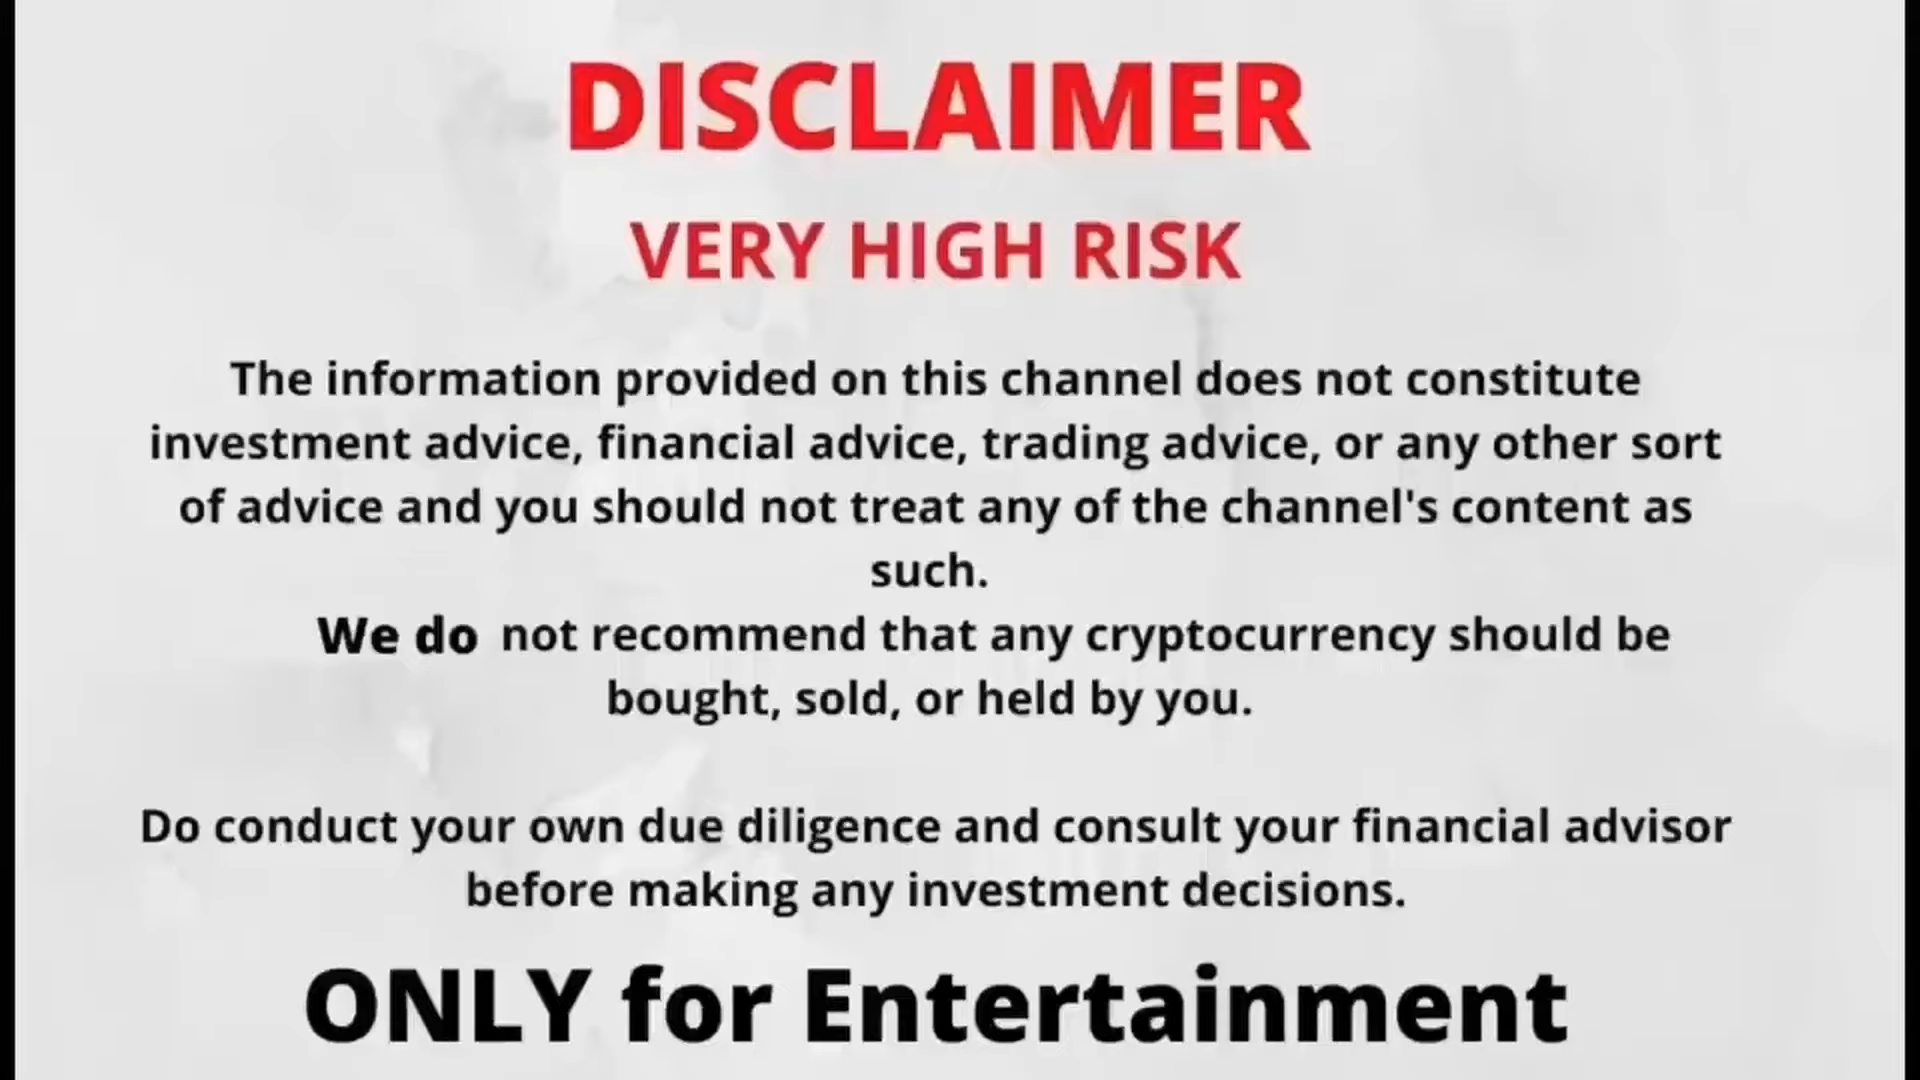 DISCLAIMER
VERY HIGH RISK
The information provided on this channel does not constitute
investment advice, financial advice, trading advice, or any other sort
of advice and you should not treat any of the channel's content as
such.
We do not recommend that any cryptocurrency should be
bought, sold, or held by you.
Do conduct your own due diligence and consult your financial advisor
before making any investment decisions.
ONLY for Entertainment